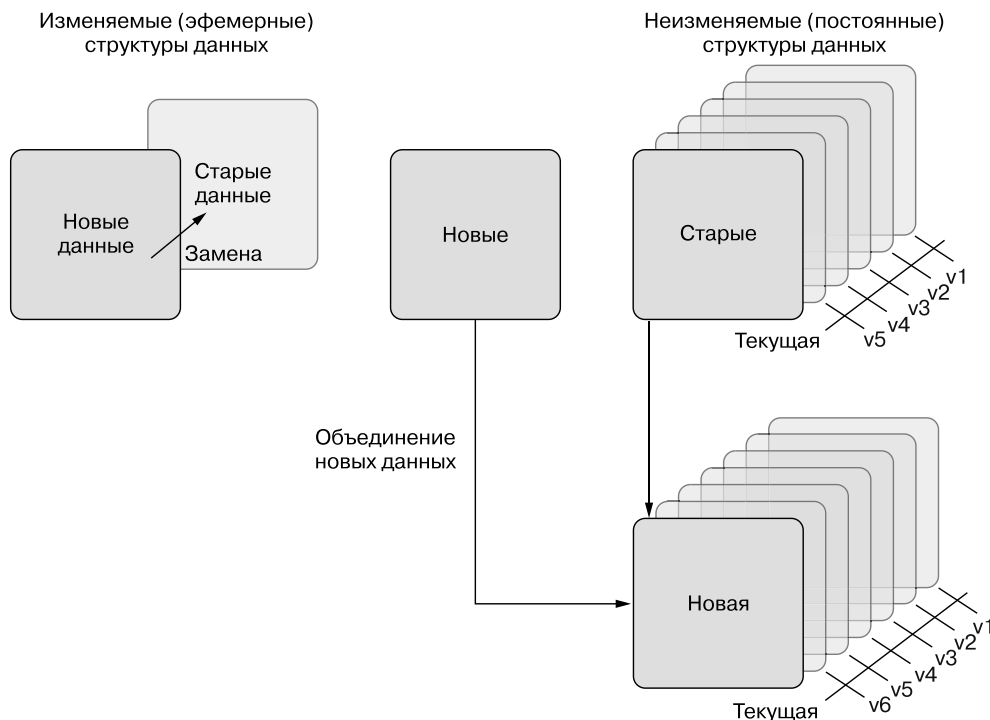 Изменяемые (эфемерные)
структуры данных
Неизменяемые (постоянные)
структуры данных
Старые
данные
Новые
данные
Замена
Новые
Старые
Текущая
v5
v4
v3
v2
v1
Объединение
новых данных
Новая
Текущая
v6
v5
v4
v3
v2
v1